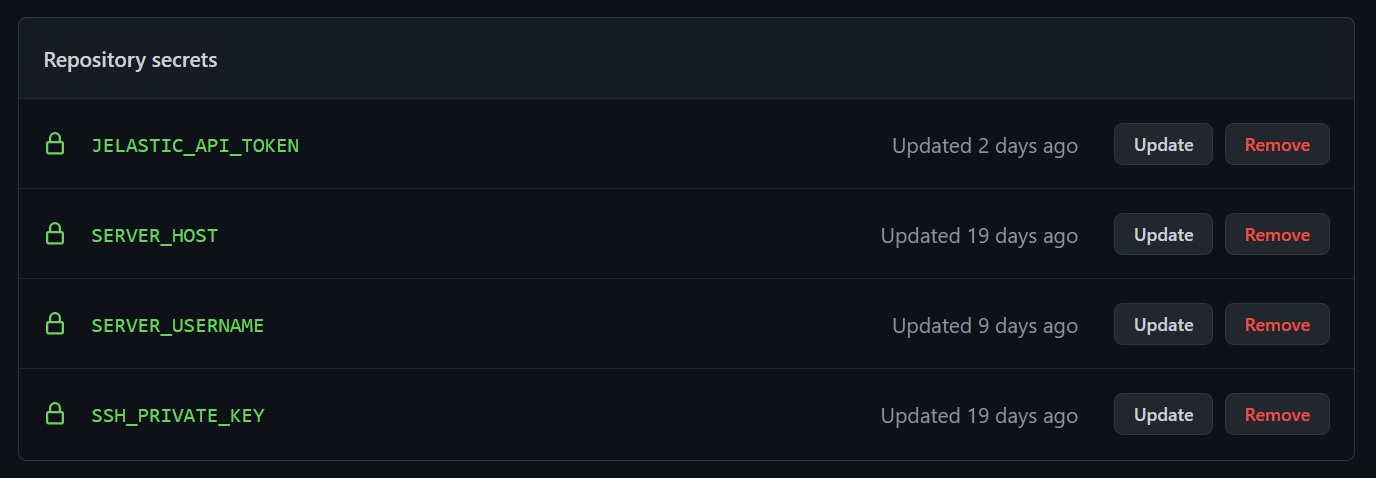 Repository secrets
JELASTIC_API_TOKEN Updated 2 days ago Update Remove
SERVER_HOST Updated 19 days ago Update Remove
SERVER_USERNAME Updated 9 days ago Update Remove
SSH_PRIVATE_KEY Updated 19 days ago Update Remove